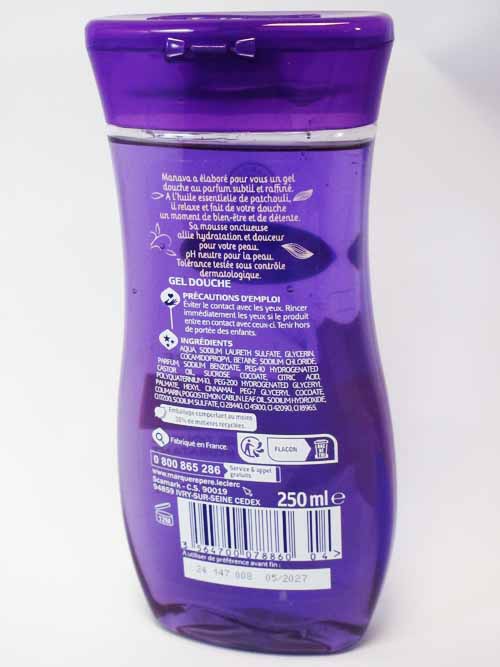 Manava a élaboré pour vous un gel
douche au parfum subtil et raffiné.
A l'huile essentielle de patchouli,
il relaxe et fait de votre douche
un moment de bien-être et de détente.
Sa mousse onctueuse
allie hydratation et douceur
pour votre peau.
pH neutre pour la peau.
Tolérance testée sous contrôle
dermatologique.
GEL DOUCHE
PRÉCAUTIONS D'EMPLOI
Éviter le contact avec les yeux. Rincer
immédiatement les yeux si le produit
entre en contact avec ceux-ci. Tenir hors
de portée des enfants.
INGRÉDIENTS
AQUA, SODIUM LAURETH SULFATE, GLYCERIN,
COCAMIDOPROPYL BETAINE, SODIUM CHLORIDE,
PARFUM, SODIUM BENZOATE, PEG-40 HYDROGENATED
CASTOR OIL, SUCROSE COCOATE, CITRIC ACID,
POLYQUATERNIUM-10, PEG-200 HYDROGENATED GLYCERYL
PALMATE, HEXYL CINNAMAL, PEG-7 GLYCERYL COCOATE,
COUMARIN, POGOSTEMON CABLIN LEAF OIL, SODIUM HYDROXIDE,
SODIUM SULFATE, CI 28440, CI 45100, CI 42090, CI 18965.
Emballage comportant au moins
de matières recyclées.
Fabriqué en France.
FLACON
0 800 865 286
Service & appel
gratuits
www.marquerepere.leclerc
Scamark - C.S. 90019
94859 IVRY-SUR-SEINE CEDEX
250 ml e
12M
3 564700 078860 04 >
À utiliser de préférence avant fin :
24 147 008 05/2027